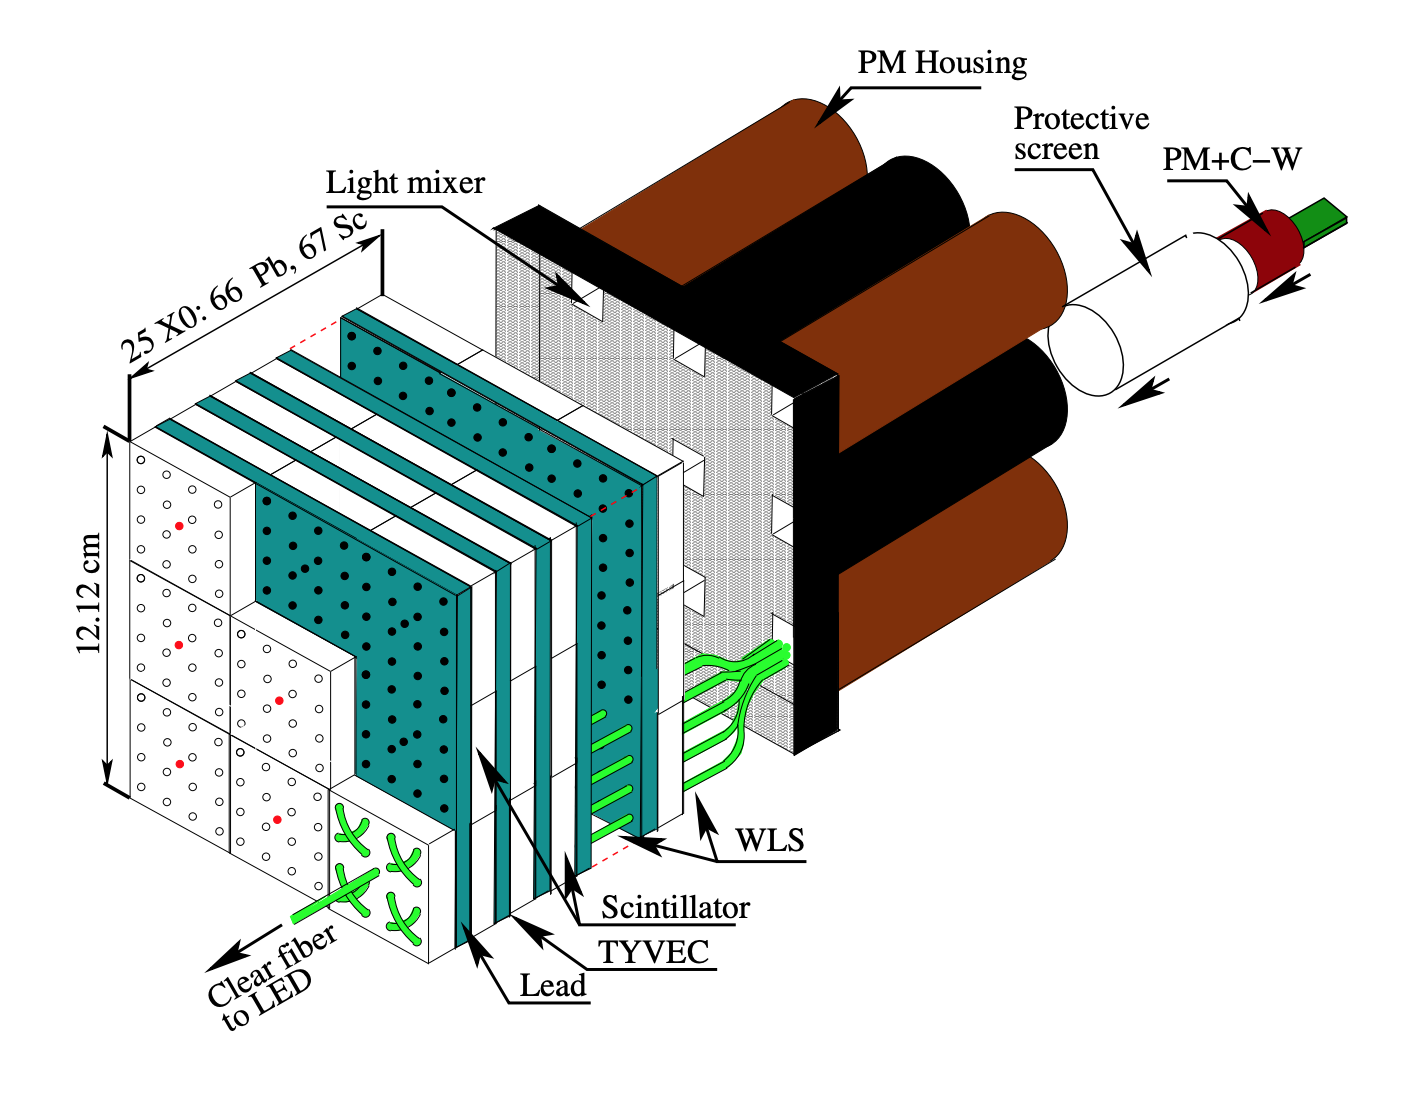 PM Housing
Protective
screen
PM+C−W
Light mixer
25 X0: 66 Pb, 67 Sc
12.12 cm
WLS
Scintillator
TYVEC
Lead
Clear fiber
to LED